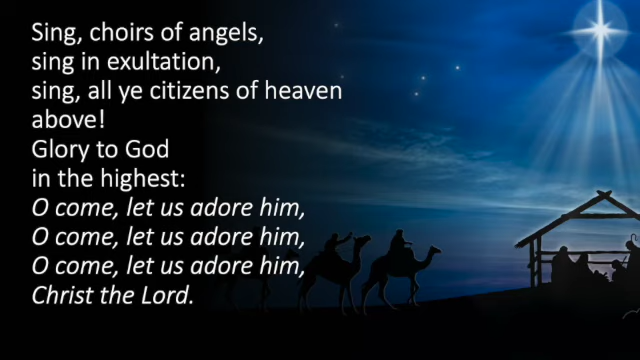 Sing, choirs of angels,
sing in exultation,
sing, all ye citizens of heaven
above!
Glory to God
in the highest:
O come, let us adore him,
O come, let us adore him,
O come, let us adore him,
Christ the Lord.